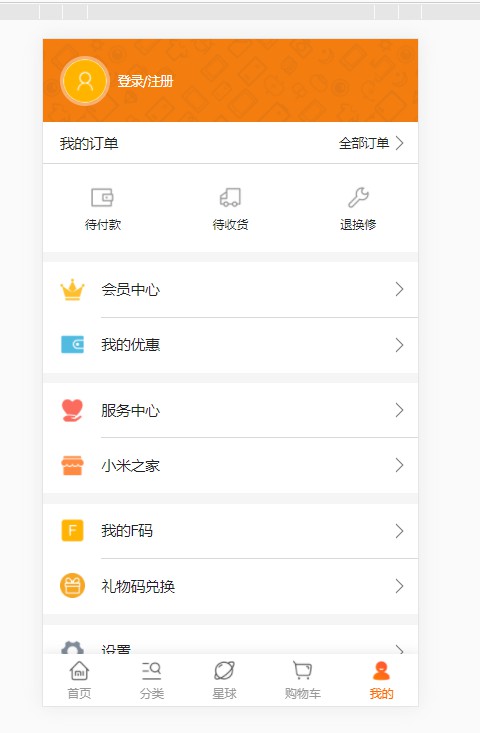 登录/注册
我的订单 全部订单
待付款 待收货 退换修
会员中心
我的优惠
服务中心
小米之家
F 我的F码
礼物码兑换
设置
首页 分类 星球 购物车 我的